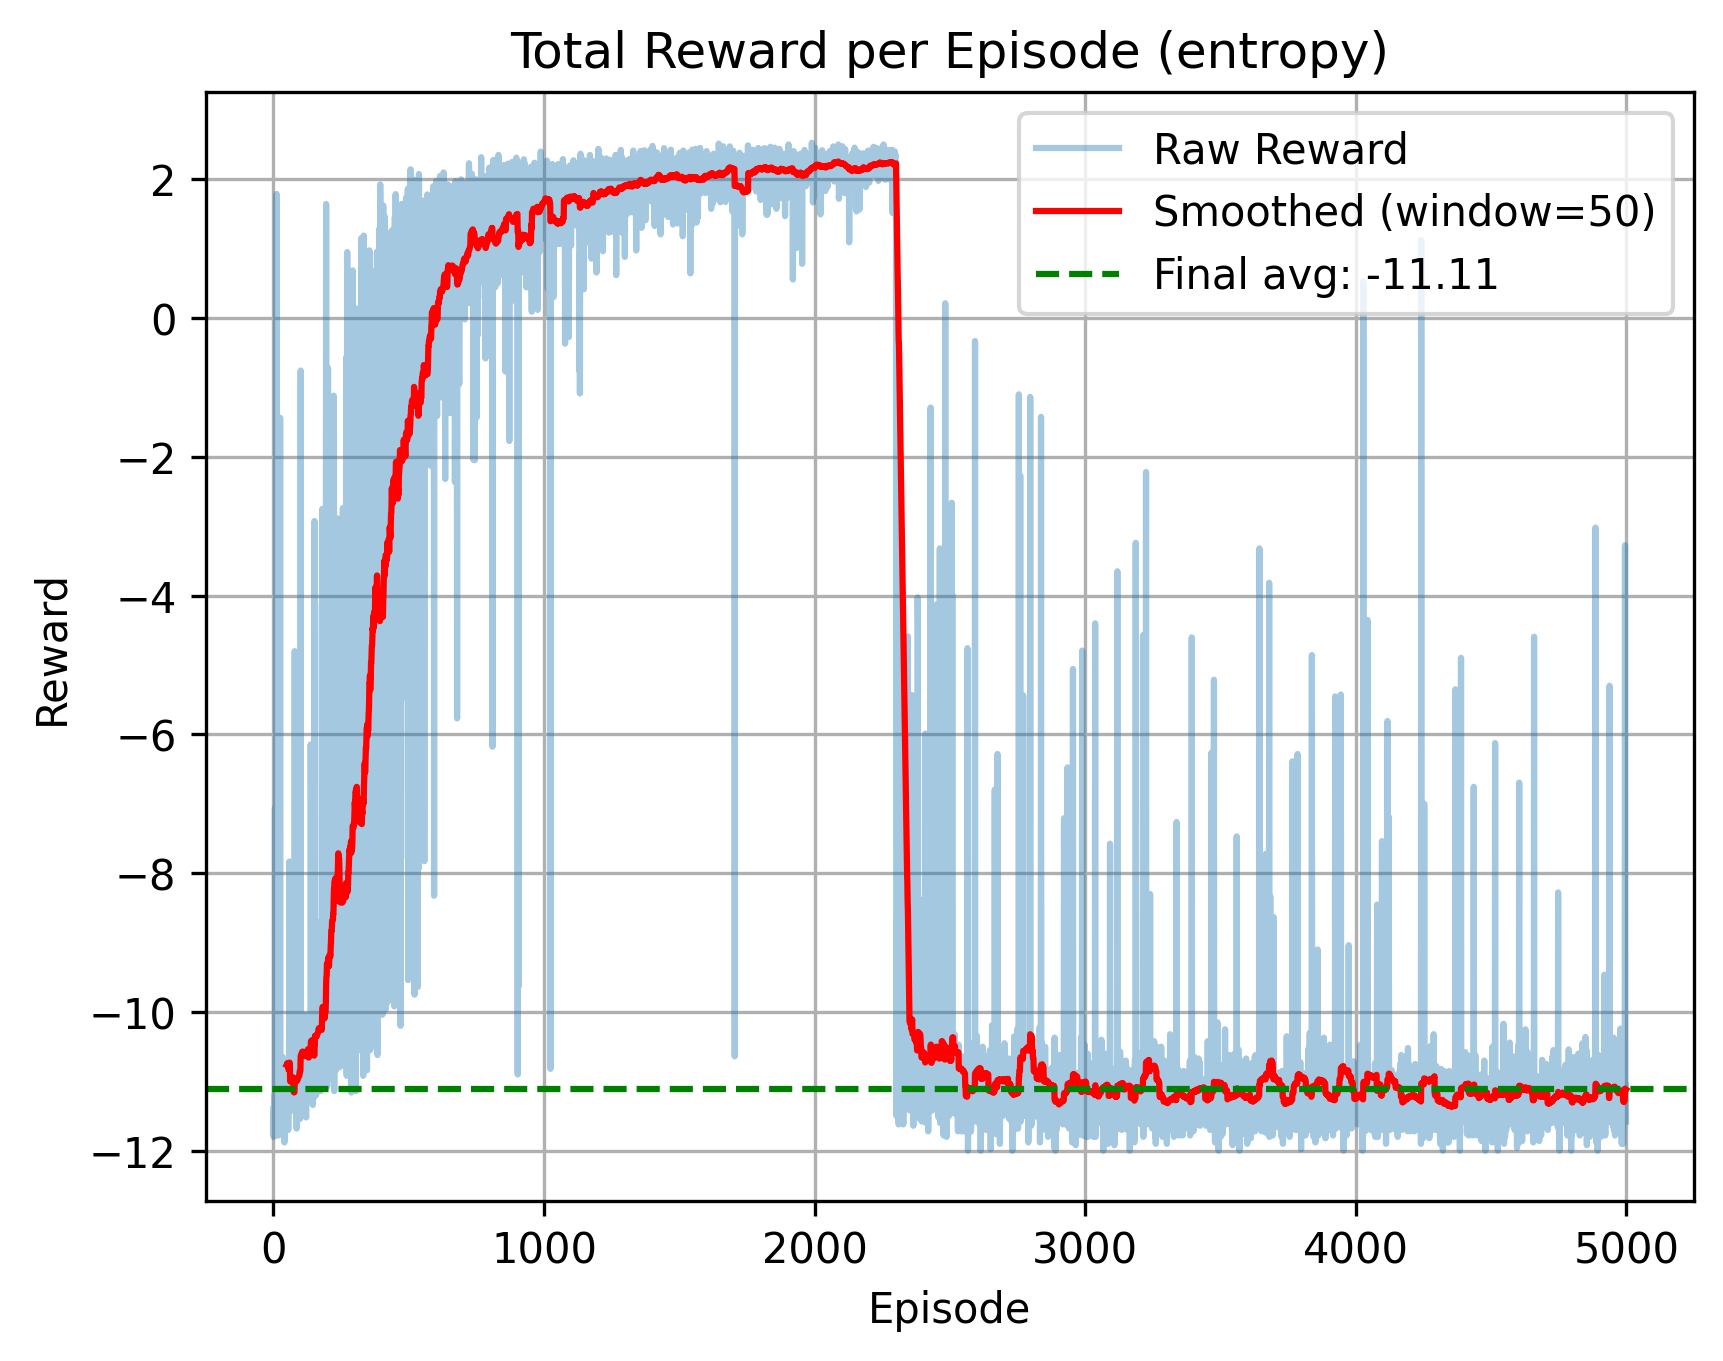 Total Reward per Episode (entropy)
Raw Reward
Smoothed (window=50)
Final avg: -11.11
Reward
2
0
−2
−4
−6
−8
−10
−12
0 1000 2000 3000 4000 5000
Episode